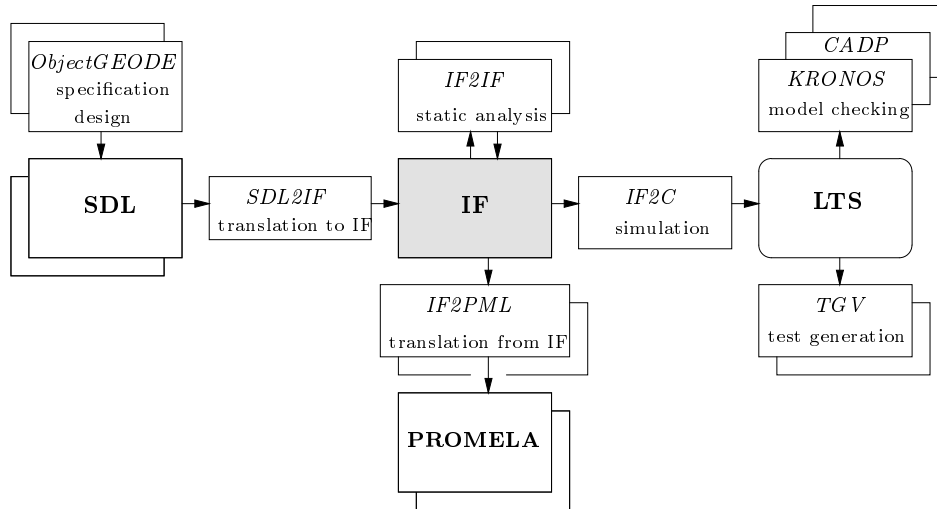 ObjectGEODE
specification
design
IF2IF
static analysis
CADP
KRONOS
model checking
SDL
SDL2IF
translation to IF
IF
IF2C
simulation
LTS
IF2PML
translation from IF
TGV
test generation
PROMELA